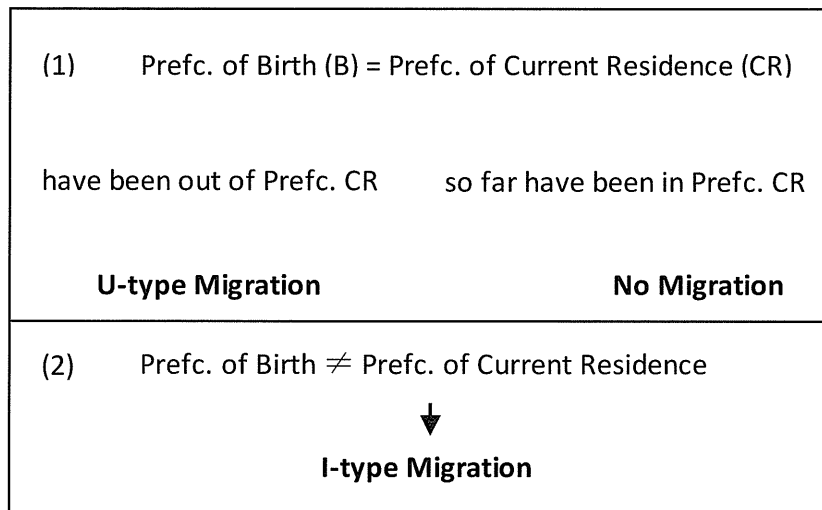 (1) Prefc. of Birth (B) = Prefc. of Current Residence (CR)
have been out of Prefc. CR so far have been in Prefc. CR
U-type Migration No Migration
(2) Prefc. of Birth ≠ Prefc. of Current Residence
I-type Migration